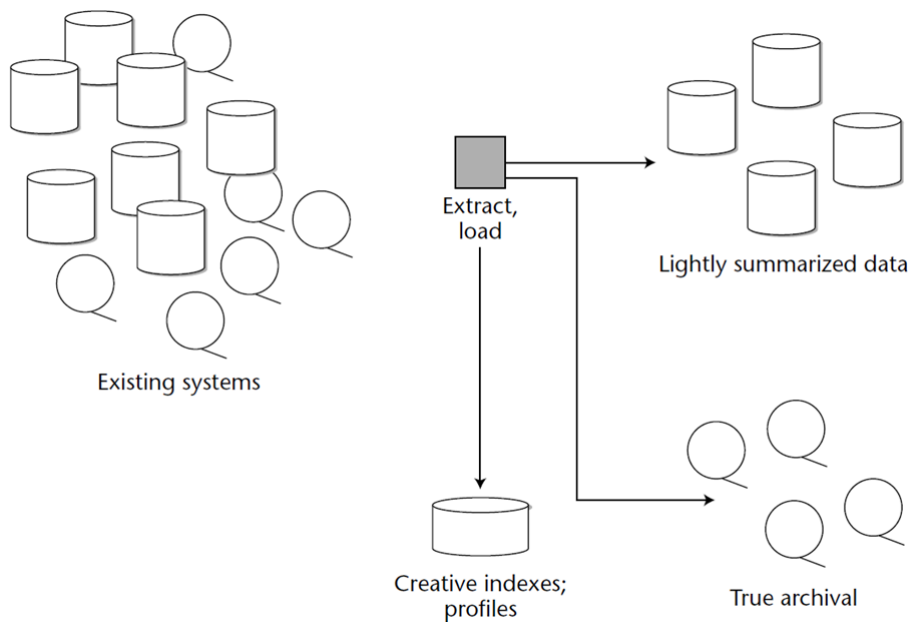 Extract,
load
Lightly summarized data
Existing systems
Creative indexes;
profiles
True archival